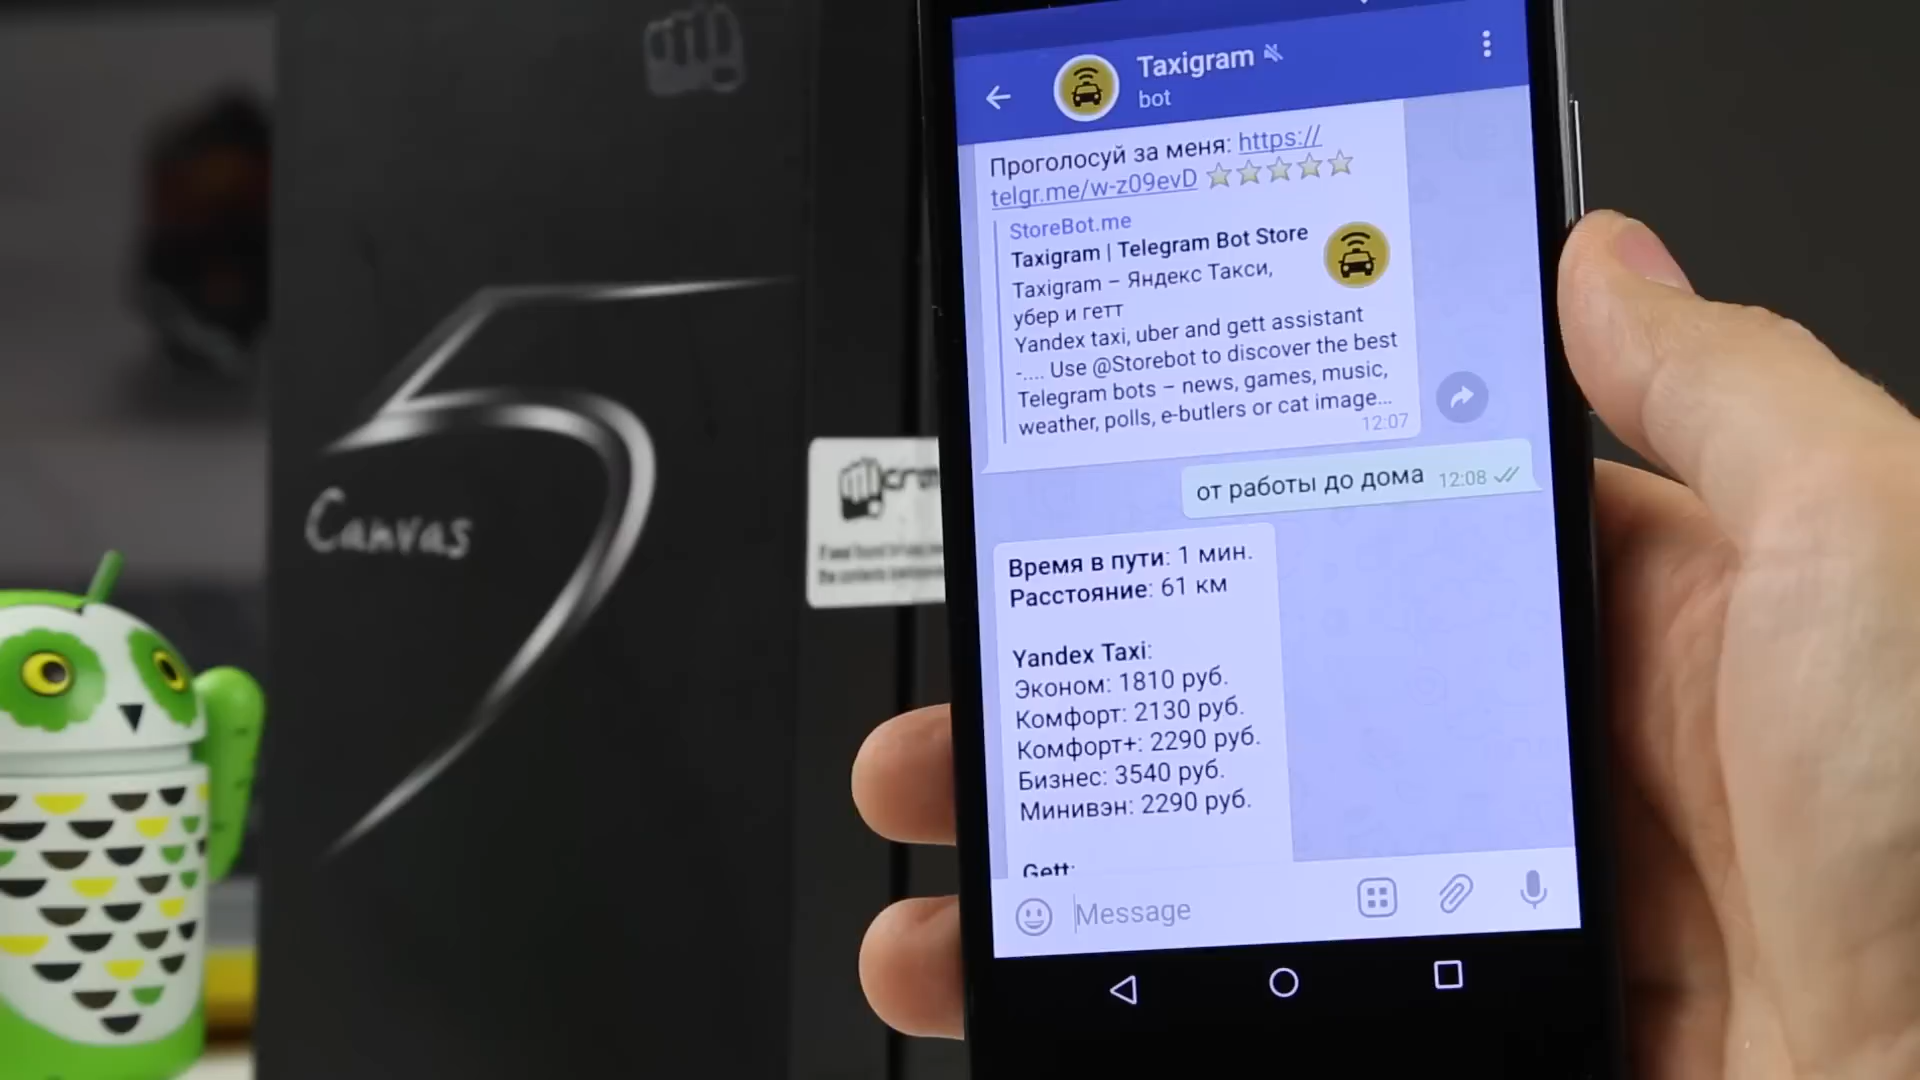 Taxigram
bot
Проголосуй за меня: https://
telgr.me/w-z09evD
StoreBot.me
Taxigram | Telegram Bot Store
Taxigram – Яндекс Такси,
убер и гетт
Yandex taxi, uber and gett assistant
-.... Use @Storebot to discover the best
Telegram bots – news, games, music,
weather, polls, e-butlers or cat image...
12:07
от работы до дома 12:08
Время в пути: 1 мин.
Расстояние: 61 км
Yandex Taxi:
Эконом: 1810 руб.
Комфорт: 2130 руб.
Комфорт+: 2290 руб.
Бизнес: 3540 руб.
Минивэн: 2290 руб.
Gett:
Message
5
Canvas